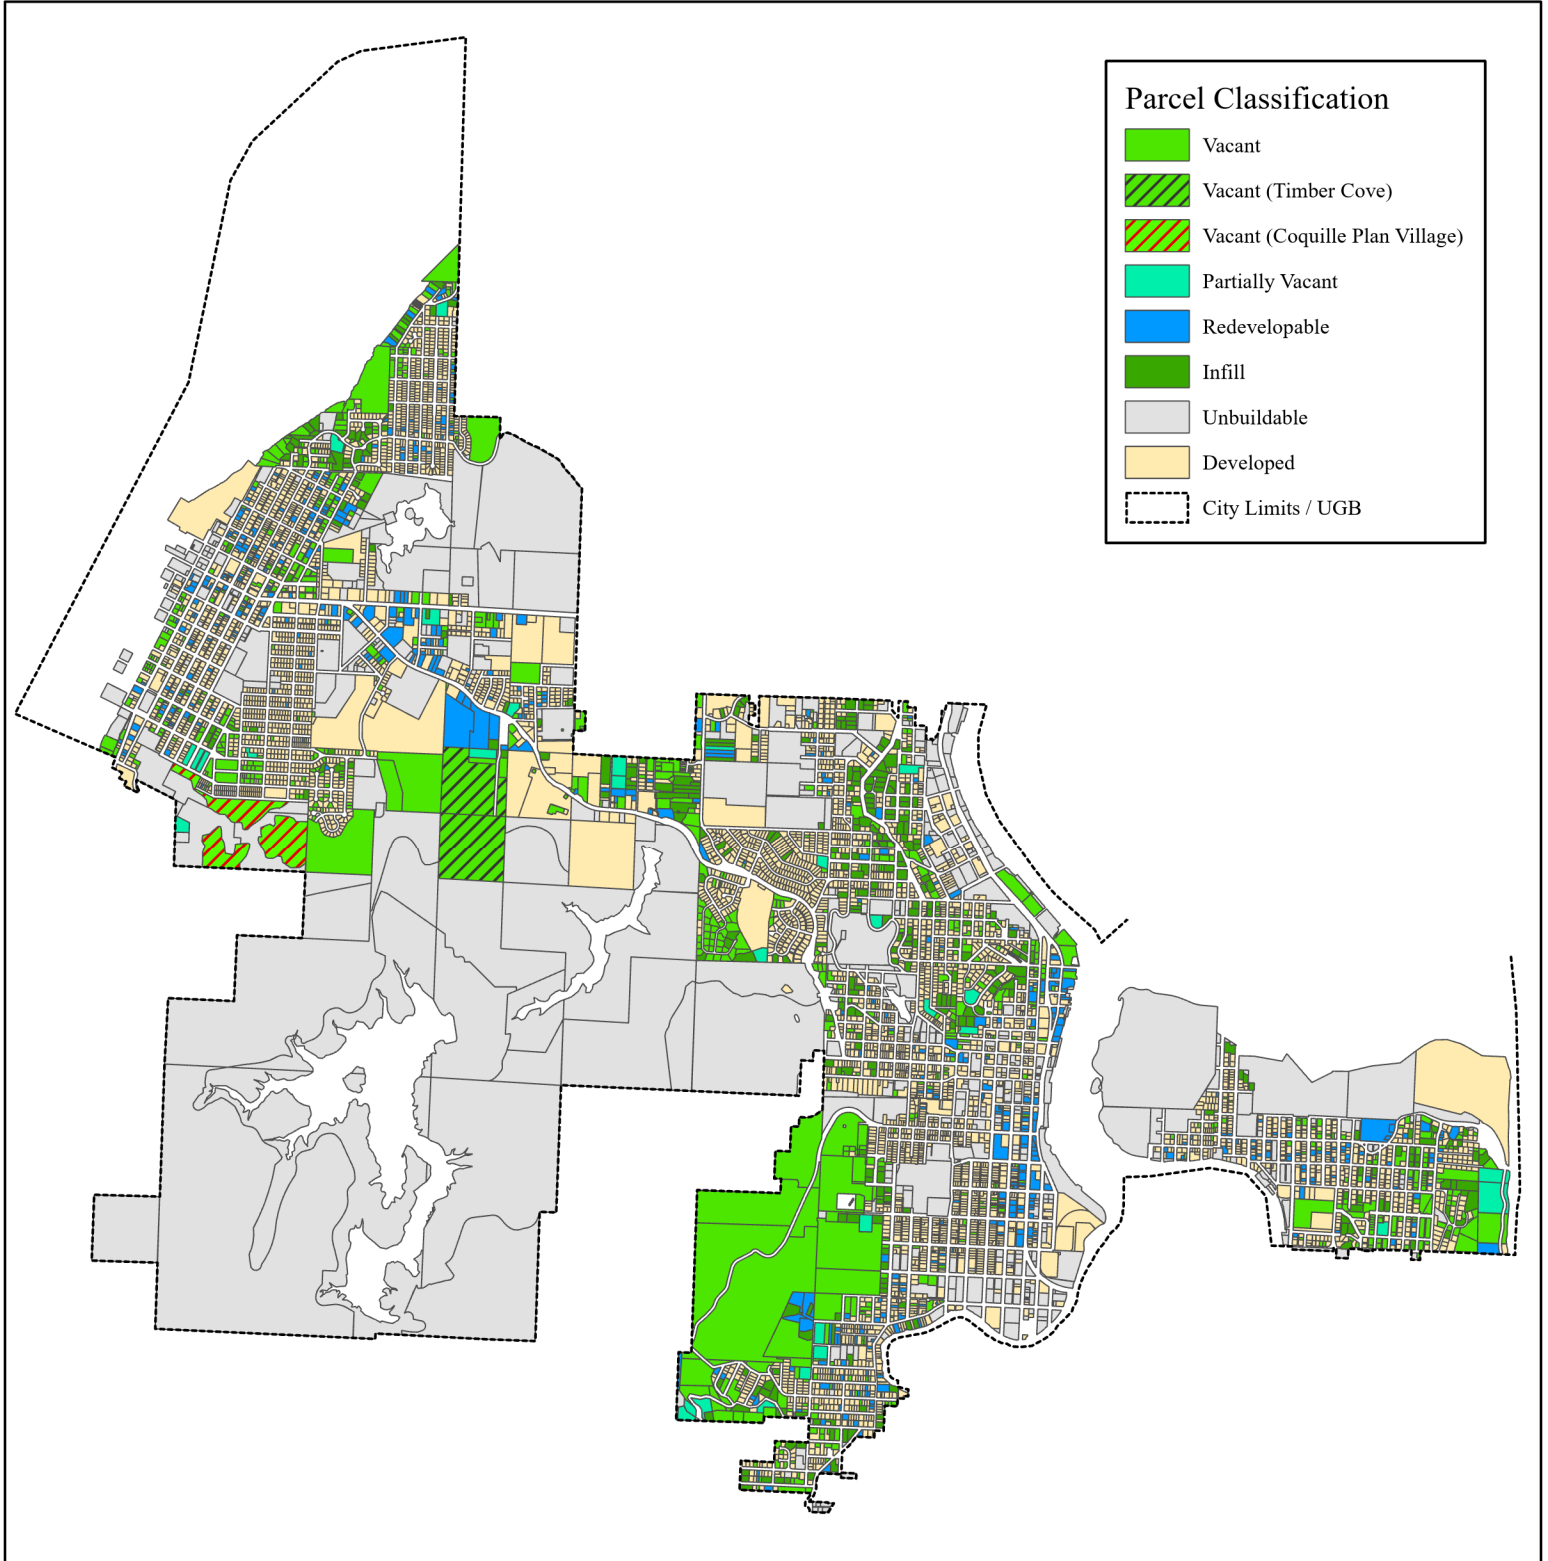 Parcel Classification
Vacant
Vacant (Timber Cove)
Vacant (Coquille Plan Village)
Partially Vacant
Redevelopable
Infill
Unbuildable
Developed
City Limits / UGB